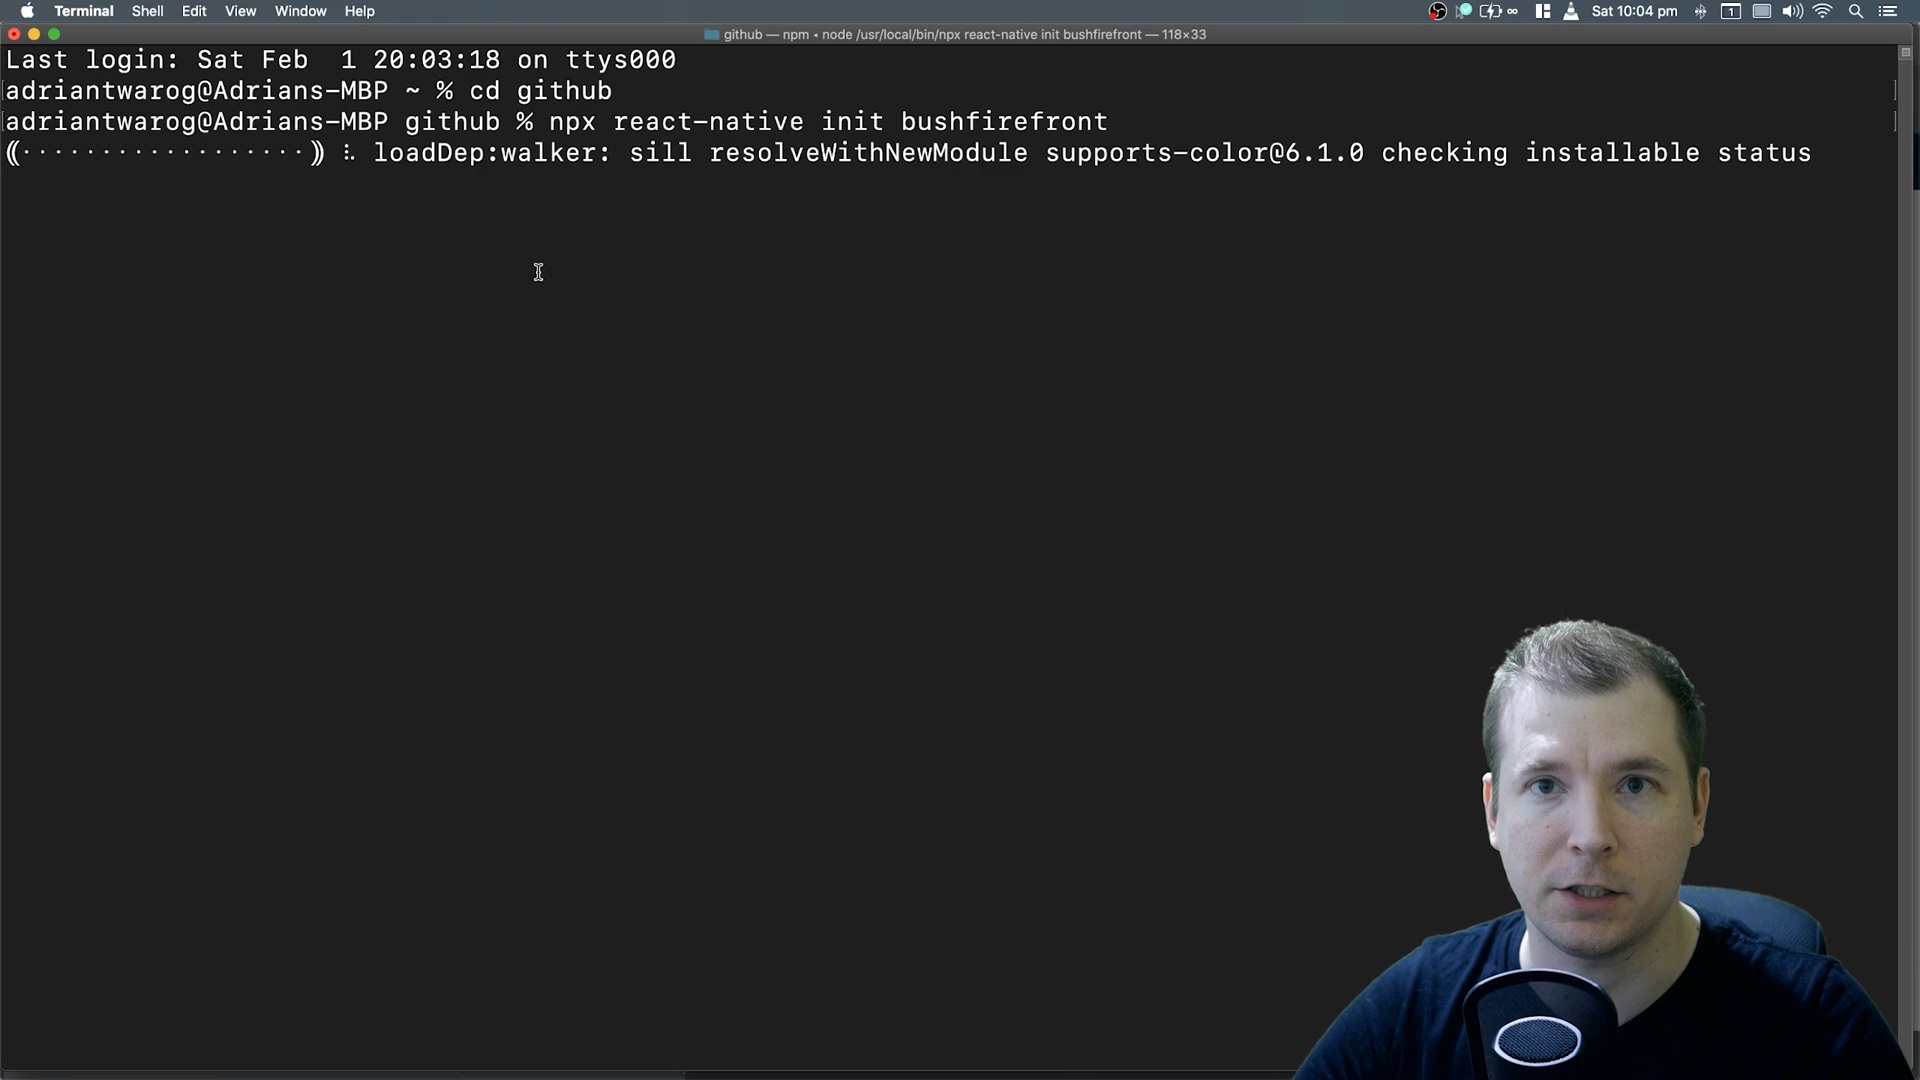 Terminal Shell Edit View Window Help
Sat 10:04 pm
1
github — npm • node /usr/local/bin/npx react-native init bushfirefront — 118×33
Last login: Sat Feb  1 20:03:18 on ttys000
adriantwarog@Adrians-MBP ~ % cd github
adriantwarog@Adrians-MBP github % npx react-native init bushfirefront
loadDep:walker: sill resolveWithNewModule supports-color@6.1.0 checking installable status